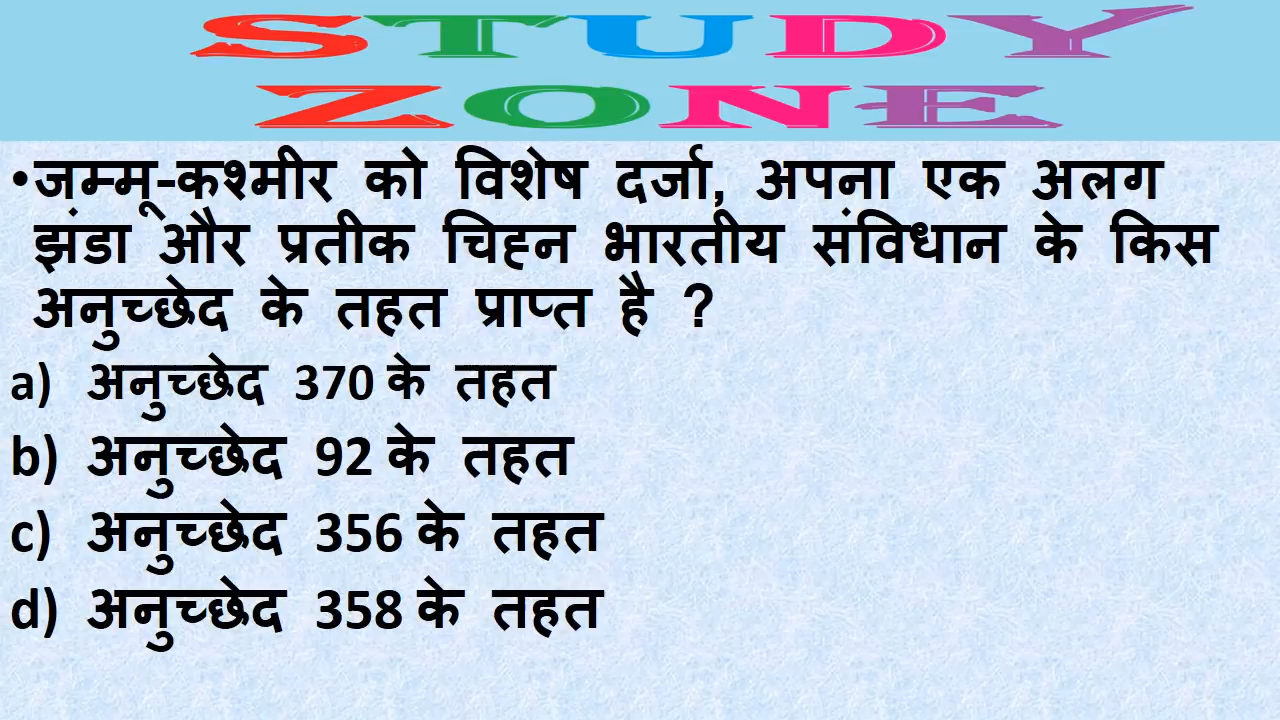 STUDY
ZONE
•जम्मू-कश्मीर को विशेष दर्जा, अपना एक अलग
झंडा और प्रतीक चिह्न भारतीय संविधान के किस
अनुच्छेद के तहत प्राप्त है ?
a) अनुच्छेद 370 के तहत
b) अनुच्छेद 92 के तहत
c) अनुच्छेद 356 के तहत
d) अनुच्छेद 358 के तहत